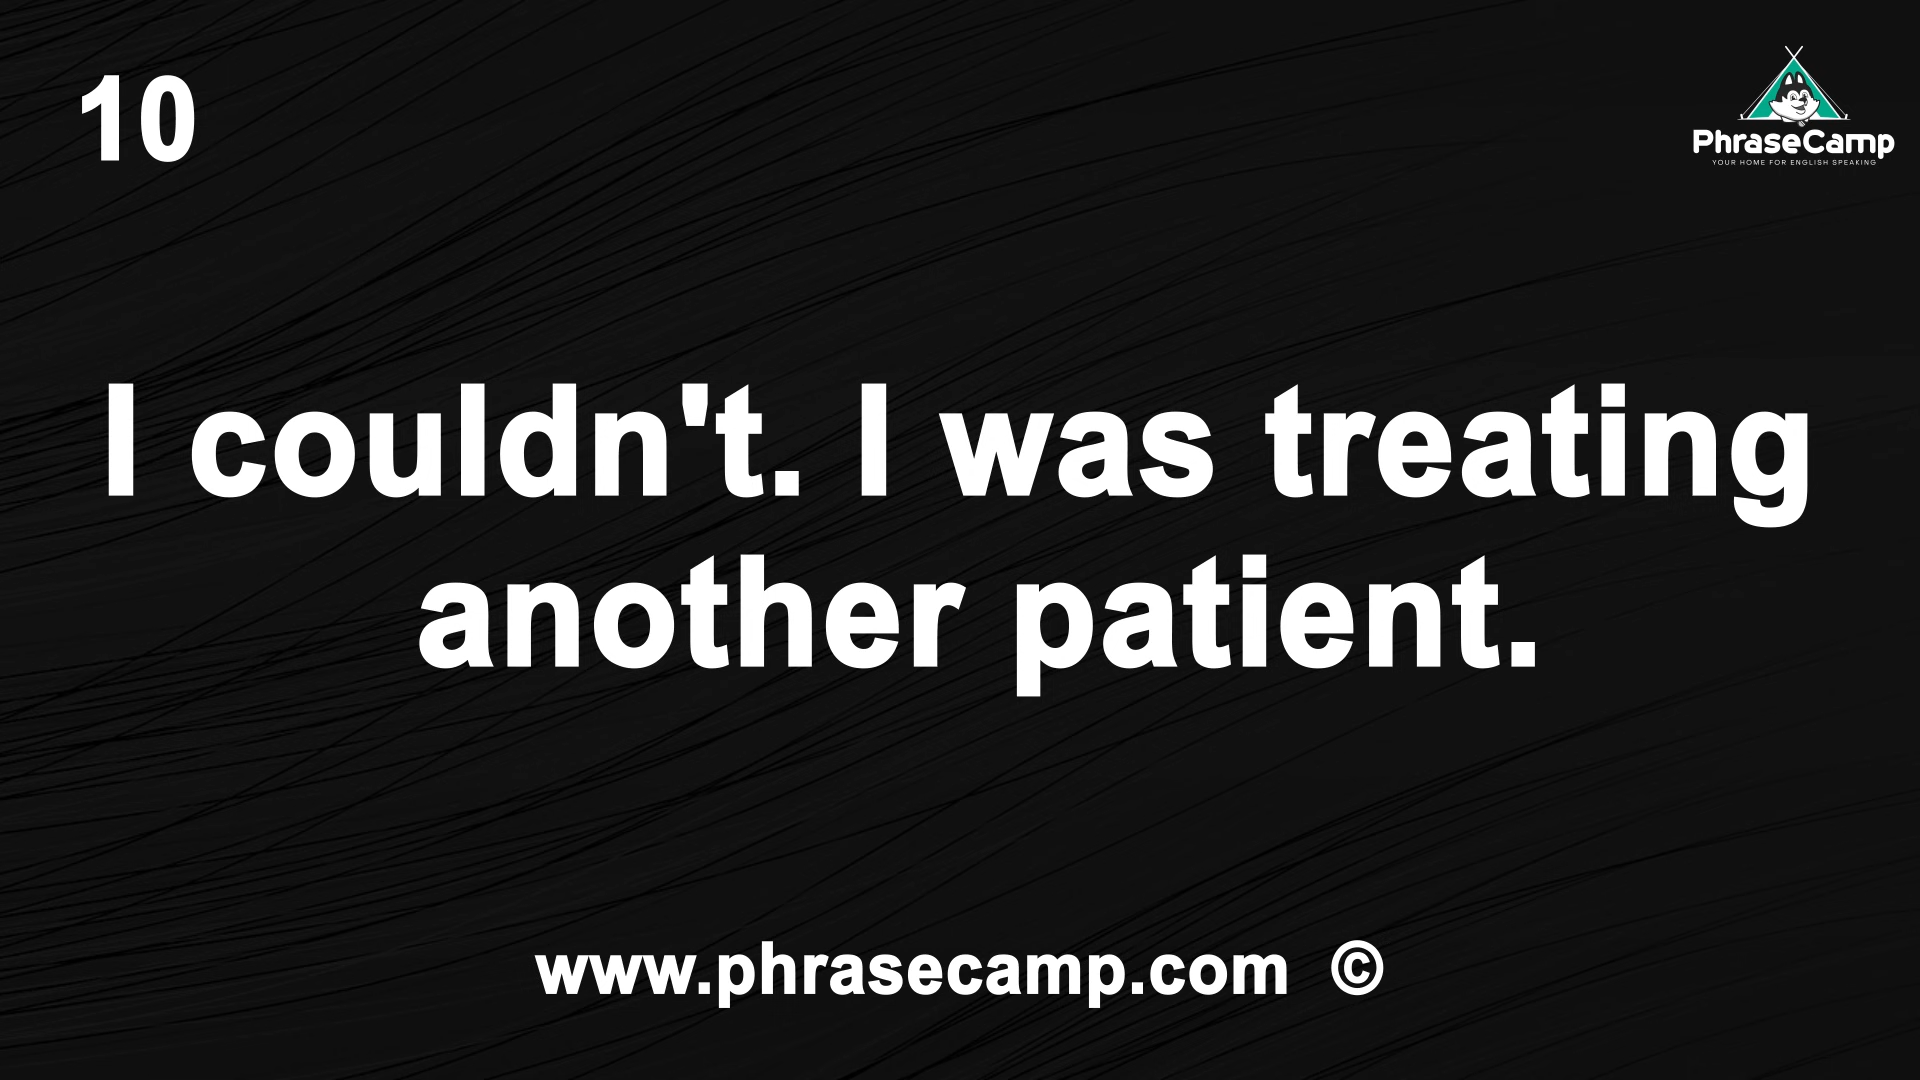 10
PhraseCamp
YOUR HOME FOR ENGLISH SPEAKING
I couldn't. I was treating
another patient.
www.phrasecamp.com ©